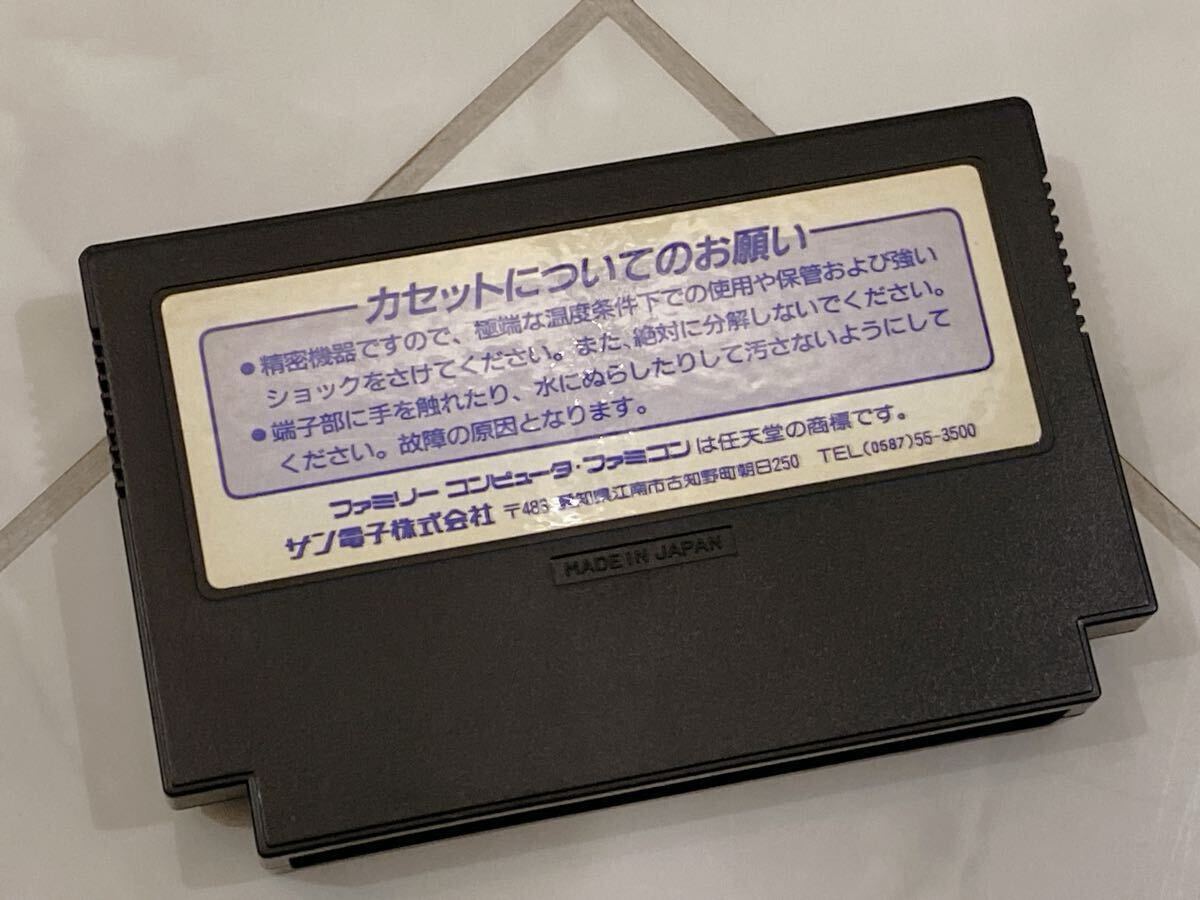 カセットについてのお願い
●精密機器ですので、極端な温度条件下での使用や保管および強い
ショックをさけてください。また、絶対に分解しないでください。
●端子部に手を触れたり、水にぬらしたりして汚さないようにして
ください。故障の原因となります。
ファミリー コンピュータ・ファミコンは任天堂の商標です。
サン電子株式会社 〒483 愛知県江南市古知野町朝日250 TEL(0587)55-3500
MADE IN JAPAN